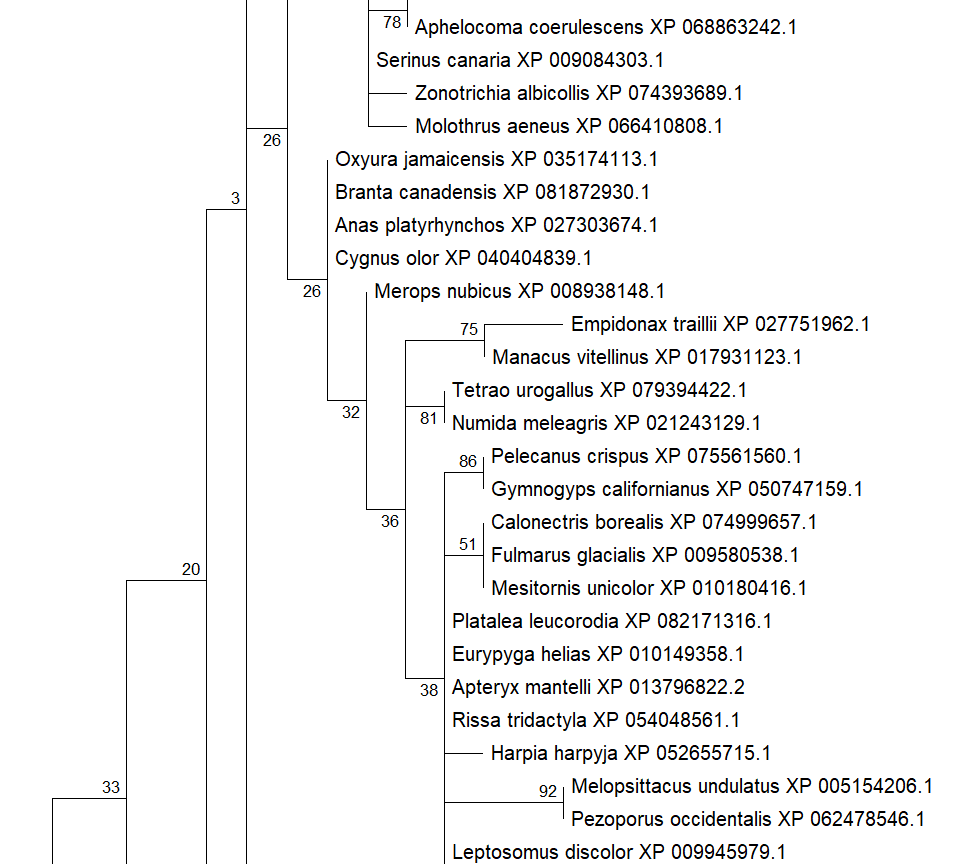 78
Aphelocoma coerulescens XP 068863242.1
Serinus canaria XP 009084303.1
Zonotrichia albicollis XP 074393689.1
Molothrus aeneus XP 066410808.1
26
Oxyura jamaicensis XP 035174113.1
Branta canadensis XP 081872930.1
3
Anas platyrhynchos XP 027303674.1
Cygnus olor XP 040404839.1
26
Merops nubicus XP 008938148.1
75
Empidonax traillii XP 027751962.1
Manacus vitellinus XP 017931123.1
Tetrao urogallus XP 079394422.1
32
81
Numida meleagris XP 021243129.1
86
Pelecanus crispus XP 075561560.1
Gymnogyps californianus XP 050747159.1
36
Calonectris borealis XP 074999657.1
51
Fulmarus glacialis XP 009580538.1
20
Mesitornis unicolor XP 010180416.1
Platalea leucorodia XP 082171316.1
Eurypyga helias XP 010149358.1
38
Apteryx mantelli XP 013796822.2
Rissa tridactyla XP 054048561.1
Harpia harpyja XP 052655715.1
33
92
Melopsittacus undulatus XP 005154206.1
Pezoporus occidentalis XP 062478546.1
Leptosomus discolor XP 009945979.1